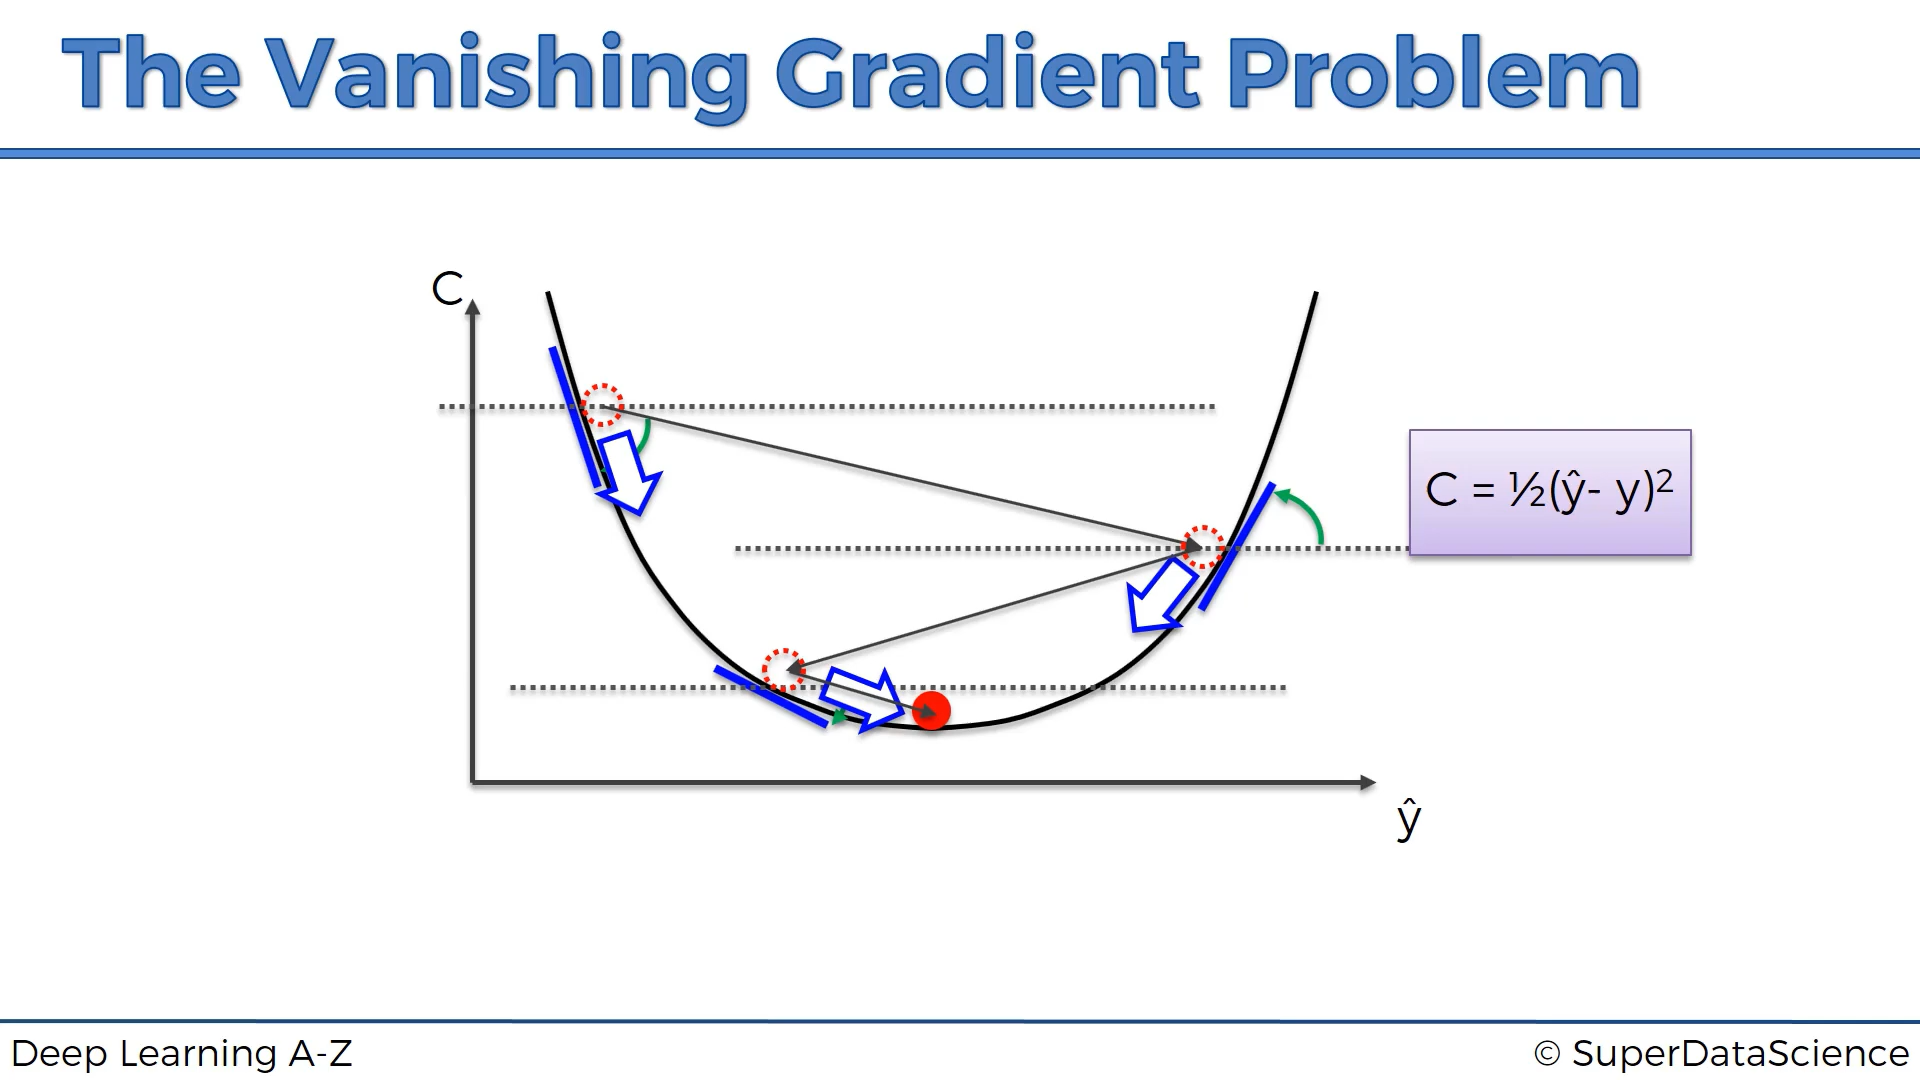 The Vanishing Gradient Problem
C
C = ½(ŷ- y)²
ŷ
Deep Learning A-Z
© SuperDataScience